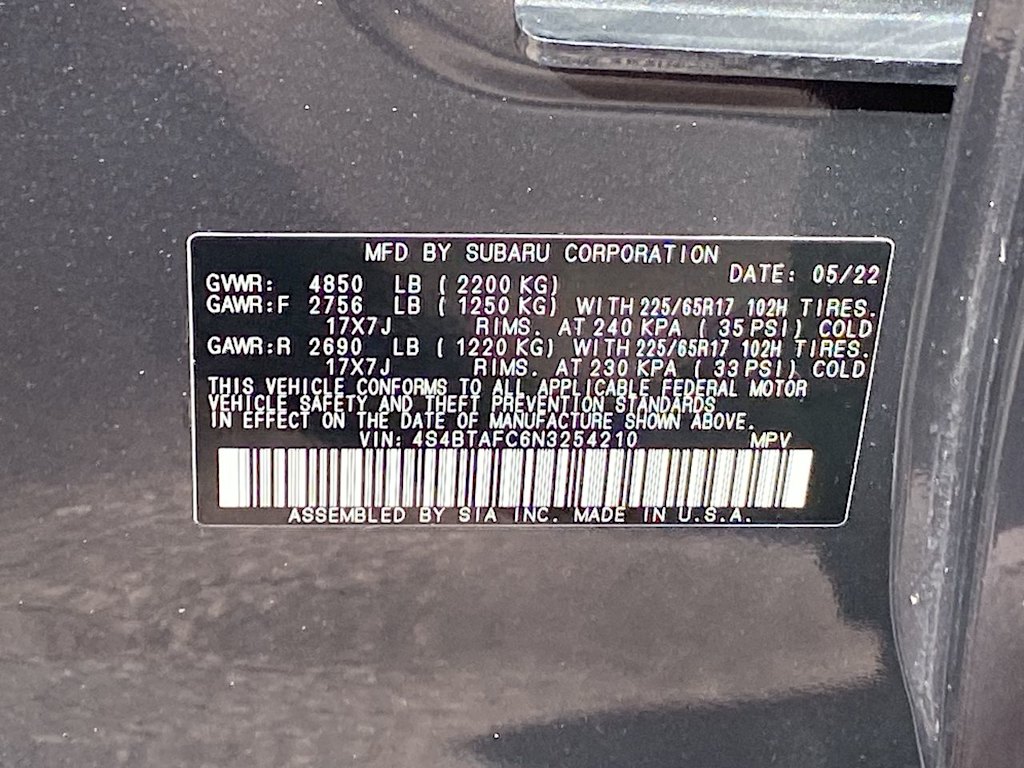 MFD BY SUBARU CORPORATION
DATE: 05/22
GVWR: 4850 LB ( 2200 KG)
GAWR:F 2756 LB ( 1250 KG) WITH 225/65R17 102H TIRES.
17X7J RIMS. AT 240 KPA ( 35 PSI) COLD
GAWR:R 2690 LB ( 1220 KG) WITH 225/65R17 102H TIRES.
17X7J RIMS. AT 230 KPA ( 33 PSI) COLD
THIS VEHICLE CONFORMS TO ALL APPLICABLE FEDERAL MOTOR
VEHICLE SAFETY AND THEFT PREVENTION STANDARDS
IN EFFECT ON THE DATE OF MANUFACTURE SHOWN ABOVE.
VIN: 4S4BTAFC6N3254210 MPV
ASSEMBLED BY SIA INC. MADE IN U.S.A.